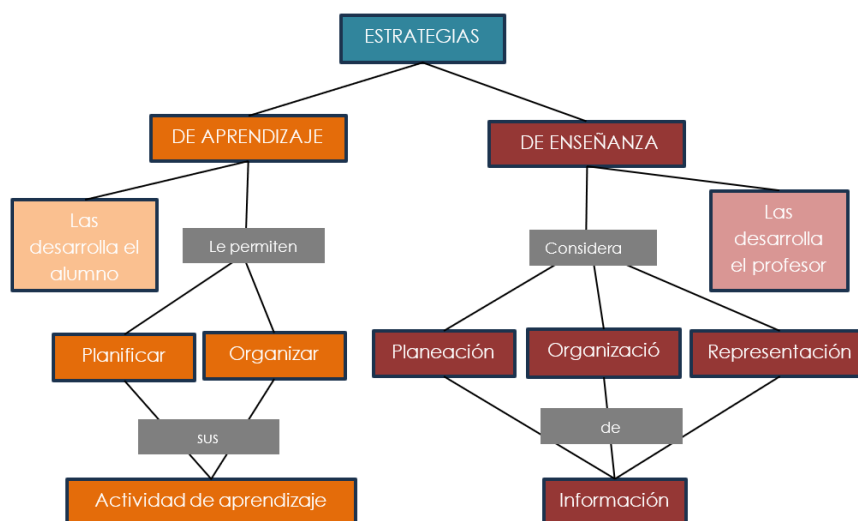 ESTRATEGIAS
DE APRENDIZAJE
DE ENSEÑANZA
Las
desarrolla el
alumno
Le permiten
Considera
Las
desarrolla
el profesor
Planificar
Organizar
Planeación
Organizació
Representación
sus
de
Actividad de aprendizaje
Información